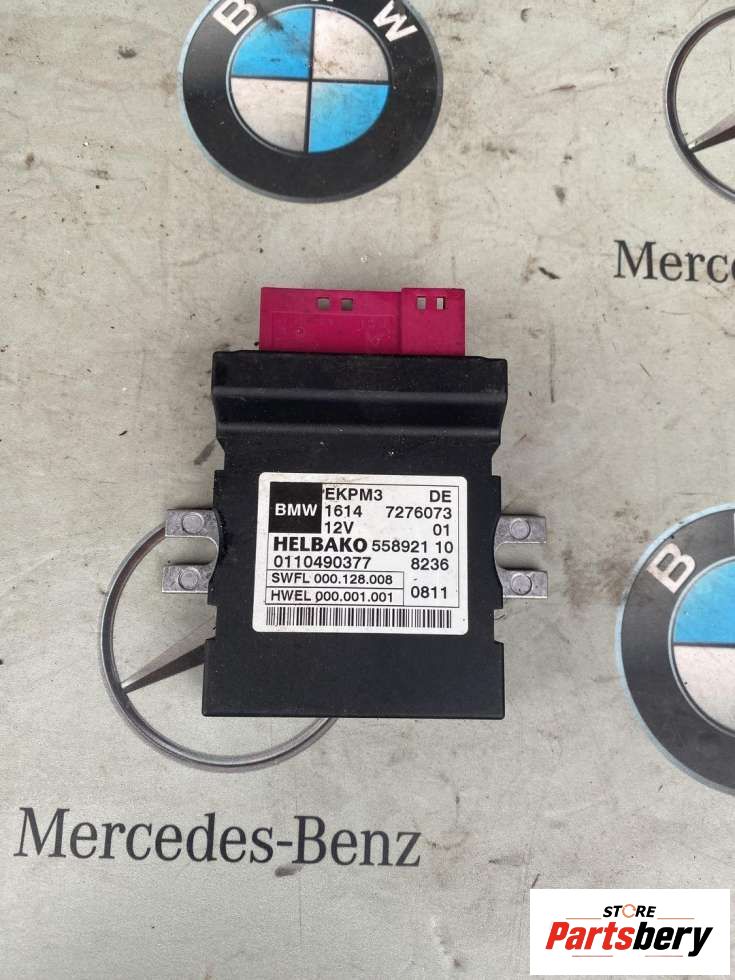 BMW
Merce
BMW
EKPM3 DE
1614 7276073
12V 01
HELBAKO 558921 10
0110490377 8236
SWFL 000.128.008
HWEL 000.001.001 0811
B
Mercedes-Benz
STORE
Partsbery